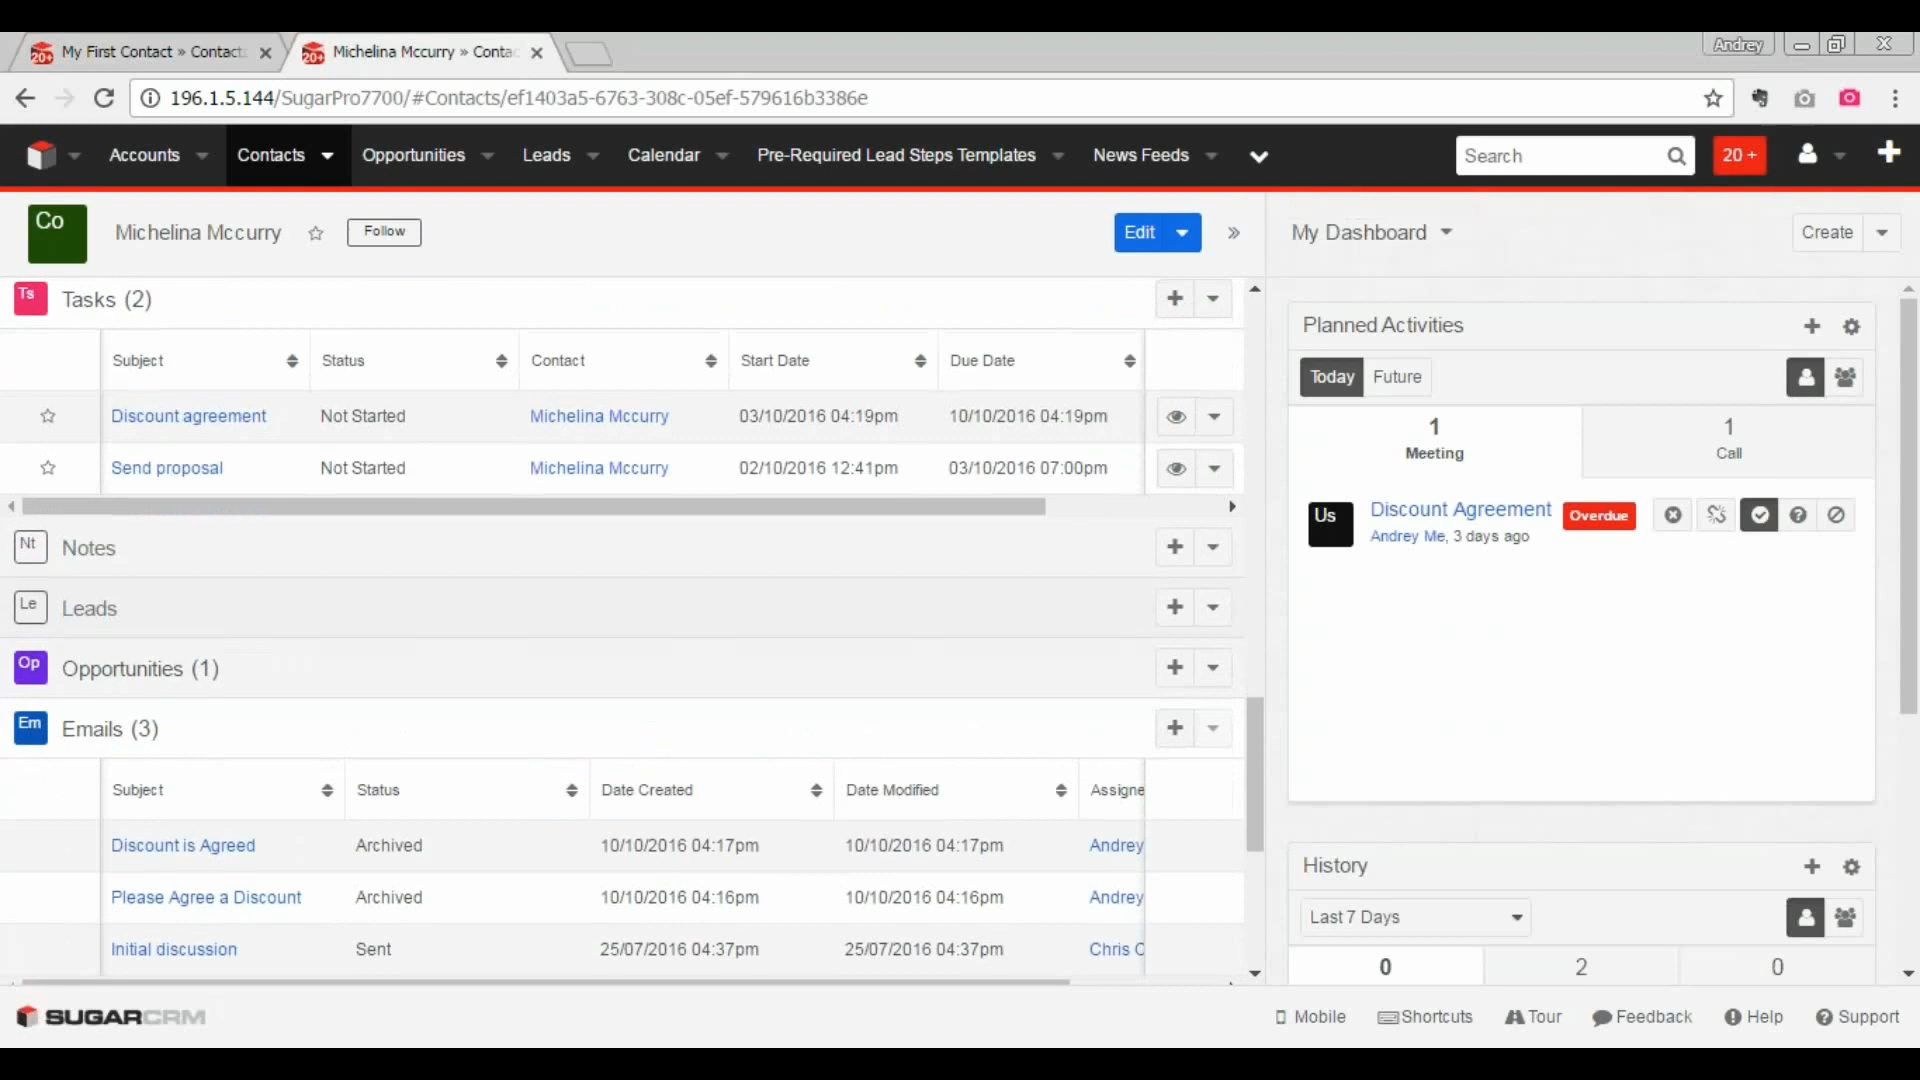 My First Contact » Contact
Michelina Mccurry » Conta
Andrey
196.1.5.144/SugarPro7700/#Contacts/ef1403a5-6763-308c-05ef-579616b3386e
Accounts
Contacts
Opportunities
Leads
Calendar
Pre-Required Lead Steps Templates
News Feeds
Search
20 +
Co
Michelina Mccurry
Follow
Edit
My Dashboard
Create
Ts
Tasks (2)
Subject Status Contact Start Date Due Date
Discount agreement Not Started Michelina Mccurry 03/10/2016 04:19pm 10/10/2016 04:19pm
Send proposal Not Started Michelina Mccurry 02/10/2016 12:41pm 03/10/2016 07:00pm
Nt
Notes
Le
Leads
Op
Opportunities (1)
Em
Emails (3)
Subject Status Date Created Date Modified Assigne
Discount is Agreed Archived 10/10/2016 04:17pm 10/10/2016 04:17pm Andrey
Please Agree a Discount Archived 10/10/2016 04:16pm 10/10/2016 04:16pm Andrey
Initial discussion Sent 25/07/2016 04:37pm 25/07/2016 04:37pm Chris O
Planned Activities
Today Future
1 1
Meeting Call
Us
Discount Agreement Overdue
Andrey Me, 3 days ago
History
Last 7 Days
0 2 0
SUGARCRM
Mobile Shortcuts Tour Feedback Help Support